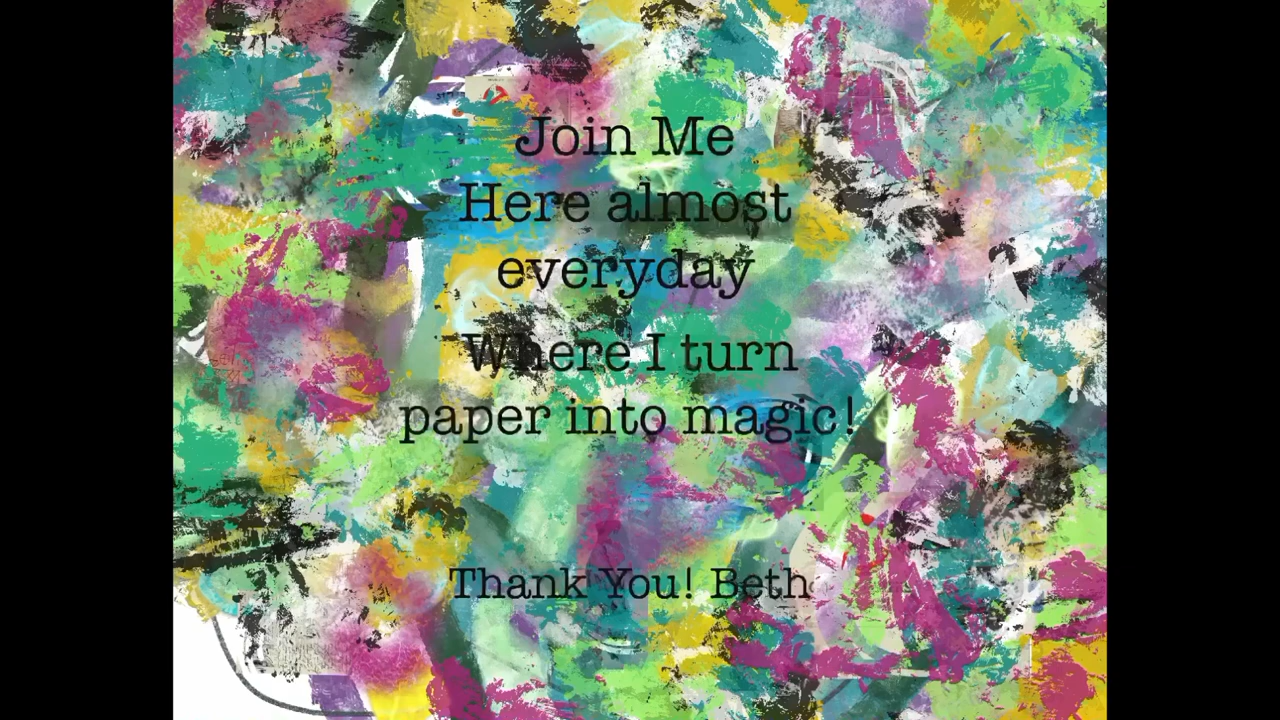 Join Me
Here almost
everyday
Where I turn
paper into magic!
Thank You! Beth